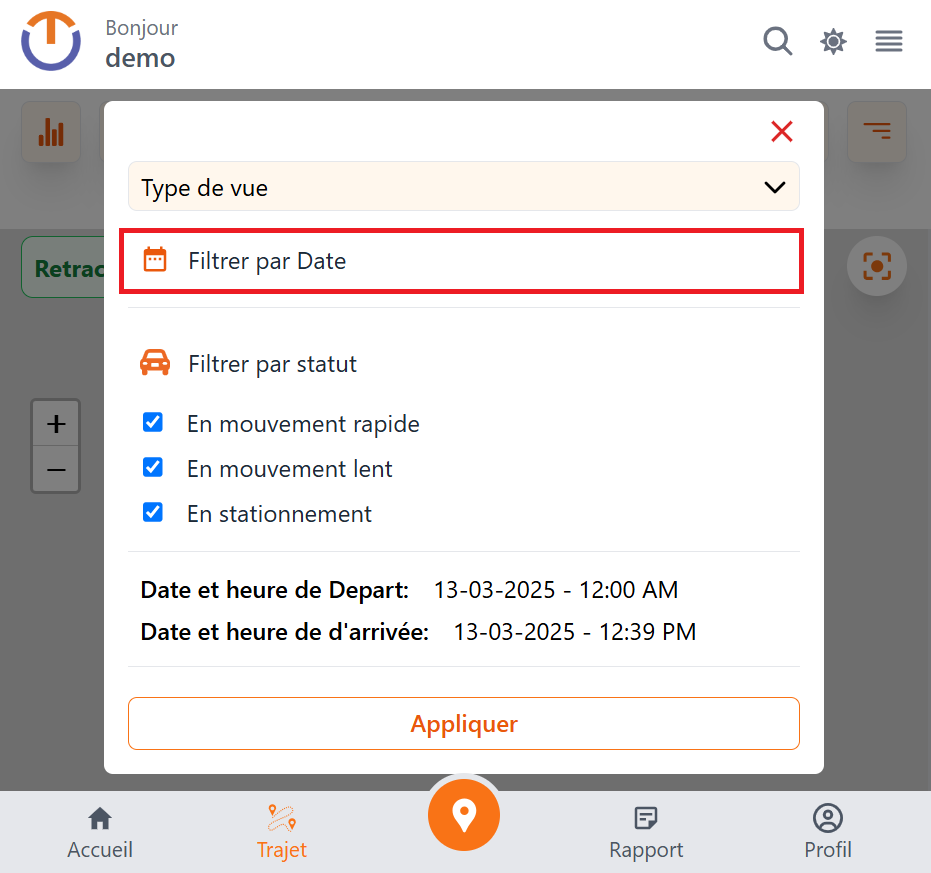 Bonjour
demo
Type de vue
Filtrer par Date
Retrac
Filtrer par statut
En mouvement rapide
En mouvement lent
En stationnement
Date et heure de Depart: 13-03-2025 - 12:00 AM
Date et heure de d'arrivée: 13-03-2025 - 12:39 PM
Appliquer
Accueil
Trajet
Rapport
Profil